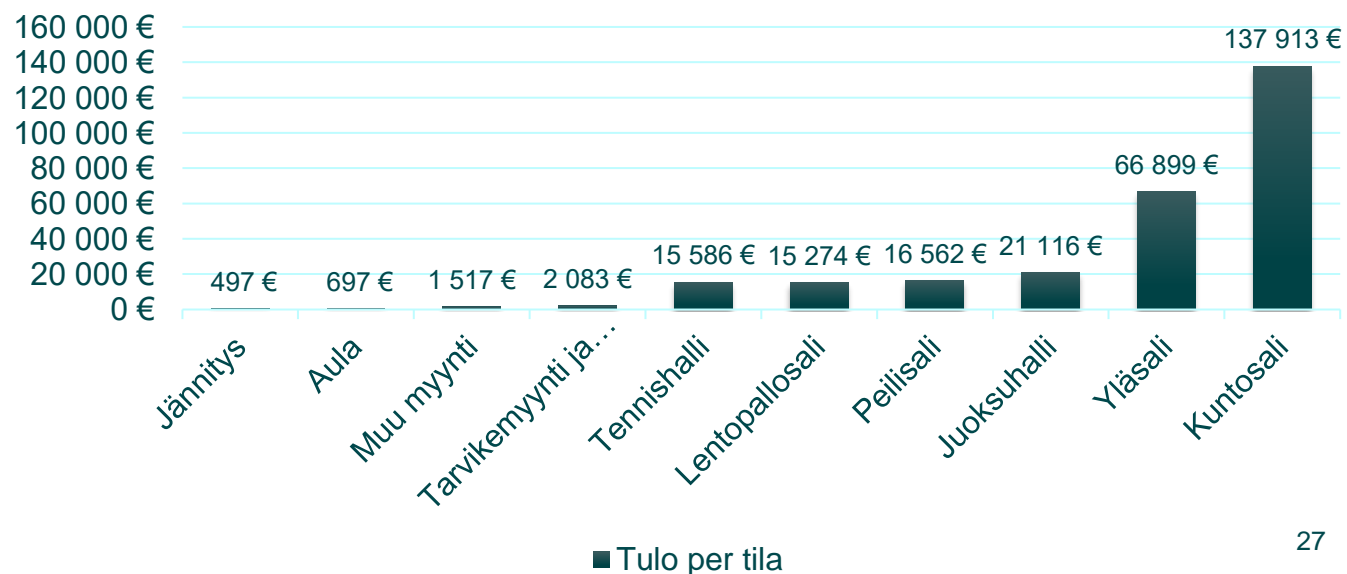 160 000 €
140 000 €
120 000 €
100 000 €
80 000 €
60 000 €
40 000 €
20 000 €
0 €
497 €
697 €
1 517 €
2 083 €
15 586 €
15 274 €
16 562 €
21 116 €
66 899 €
137 913 €
Jännitys
Aula
Muu myynti
Tarvikemyynti ja…
Tennishalli
Lentopallosali
Peilisali
Juoksuhalli
Yläsali
Kuntosali
Tulo per tila
27